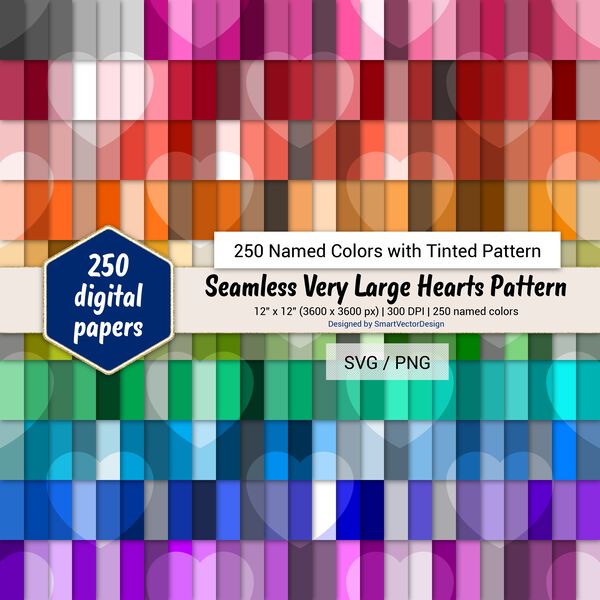 250
digital
papers
250 Named Colors with Tinted Pattern
Seamless Very Large Hearts Pattern
12" x 12" (3600 x 3600 px) | 300 DPI | 250 named colors
Designed by SmartVectorDesign
SVG / PNG